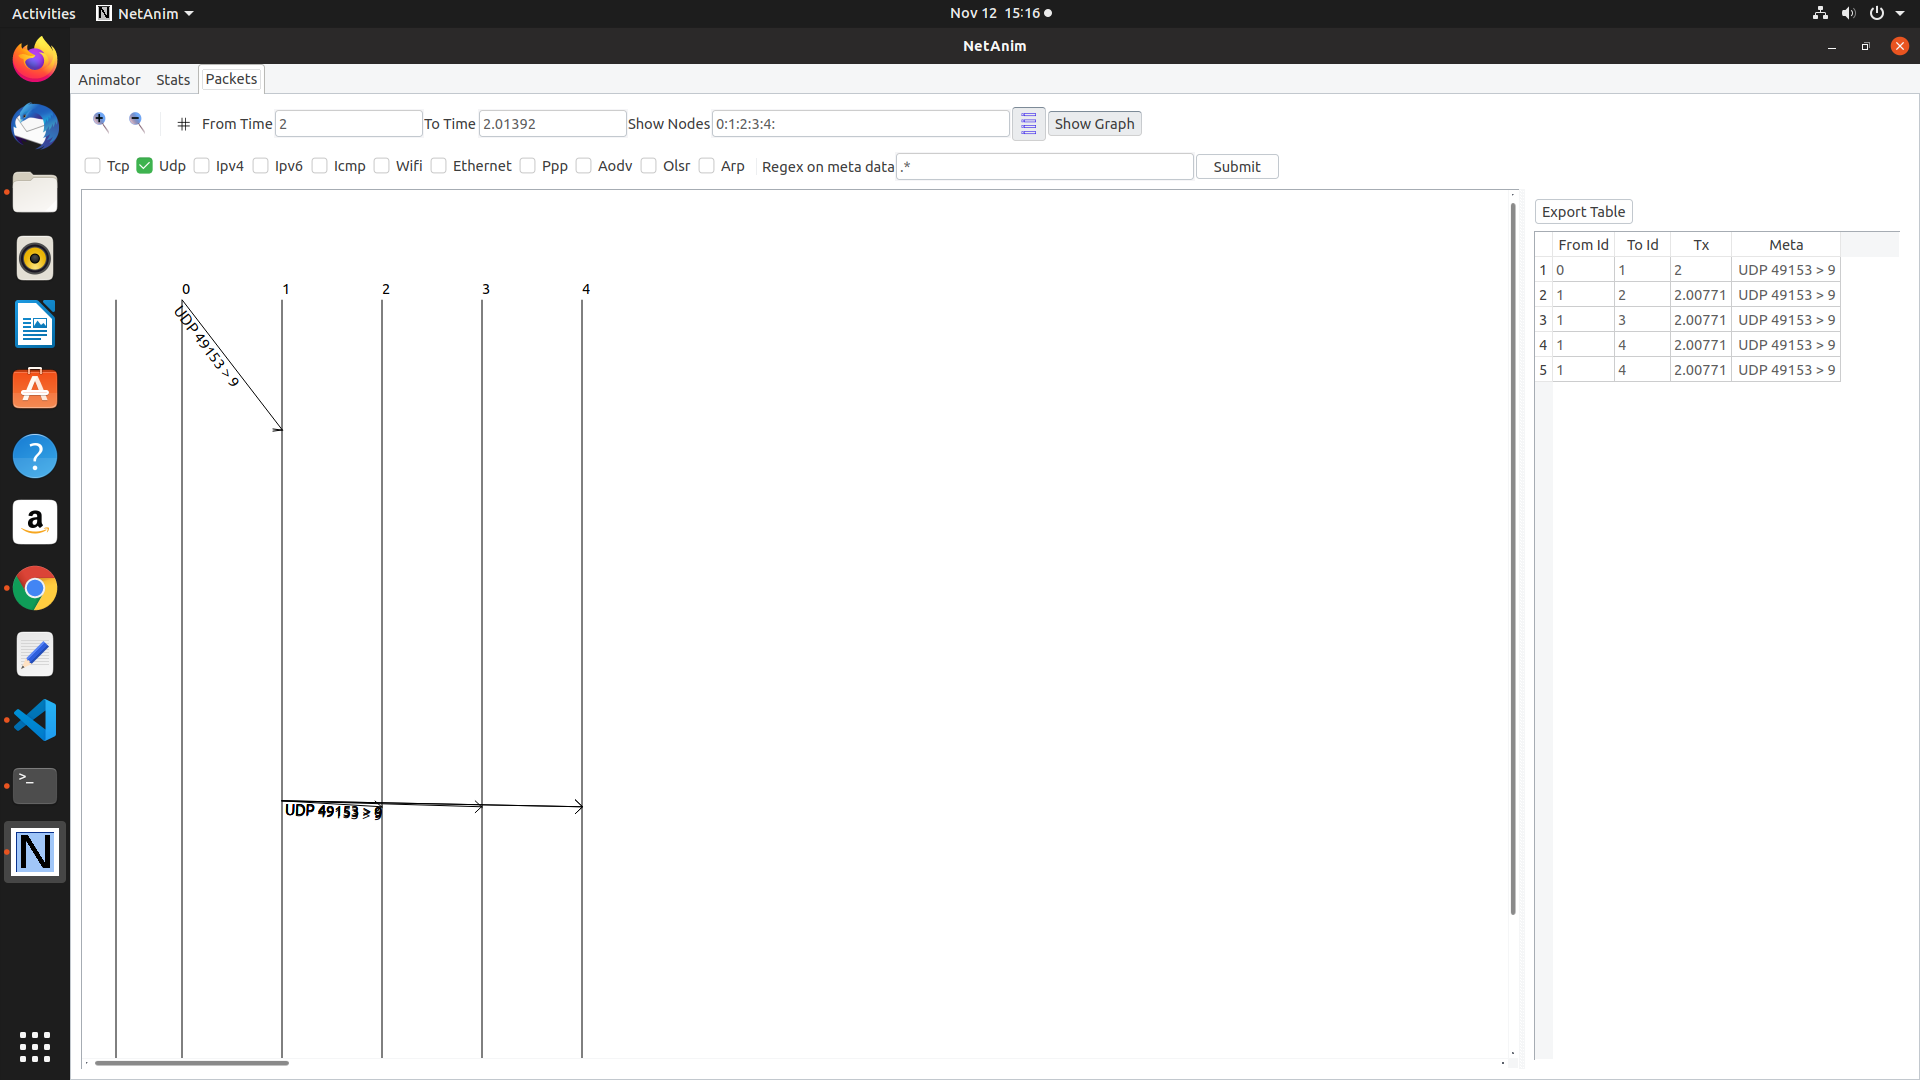 Activities NetAnim Nov 12 15:16
NetAnim
Animator Stats Packets
# From Time 2 To Time 2.01392 Show Nodes 0:1:2:3:4: Show Graph
Tcp Udp Ipv4 Ipv6 Icmp Wifi Ethernet Ppp Aodv Olsr Arp Regex on meta data .* Submit
0 1 2 3 4
UDP 49153 > 9
UDP 49153 > 9
Export Table
From Id To Id Tx Meta
1 0 1 2 UDP 49153 > 9
2 1 2 2.00771 UDP 49153 > 9
3 1 3 2.00771 UDP 49153 > 9
4 1 4 2.00771 UDP 49153 > 9
5 1 4 2.00771 UDP 49153 > 9
?
a
>_
N